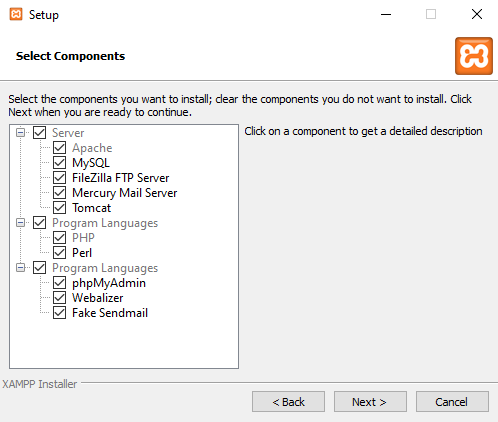 Setup
Select Components
Select the components you want to install; clear the components you do not want to install. Click
Next when you are ready to continue.
Server
Apache
MySQL
FileZilla FTP Server
Mercury Mail Server
Tomcat
Program Languages
PHP
Perl
Program Languages
phpMyAdmin
Webalizer
Fake Sendmail
Click on a component to get a detailed description
XAMPP Installer
< Back
Next >
Cancel